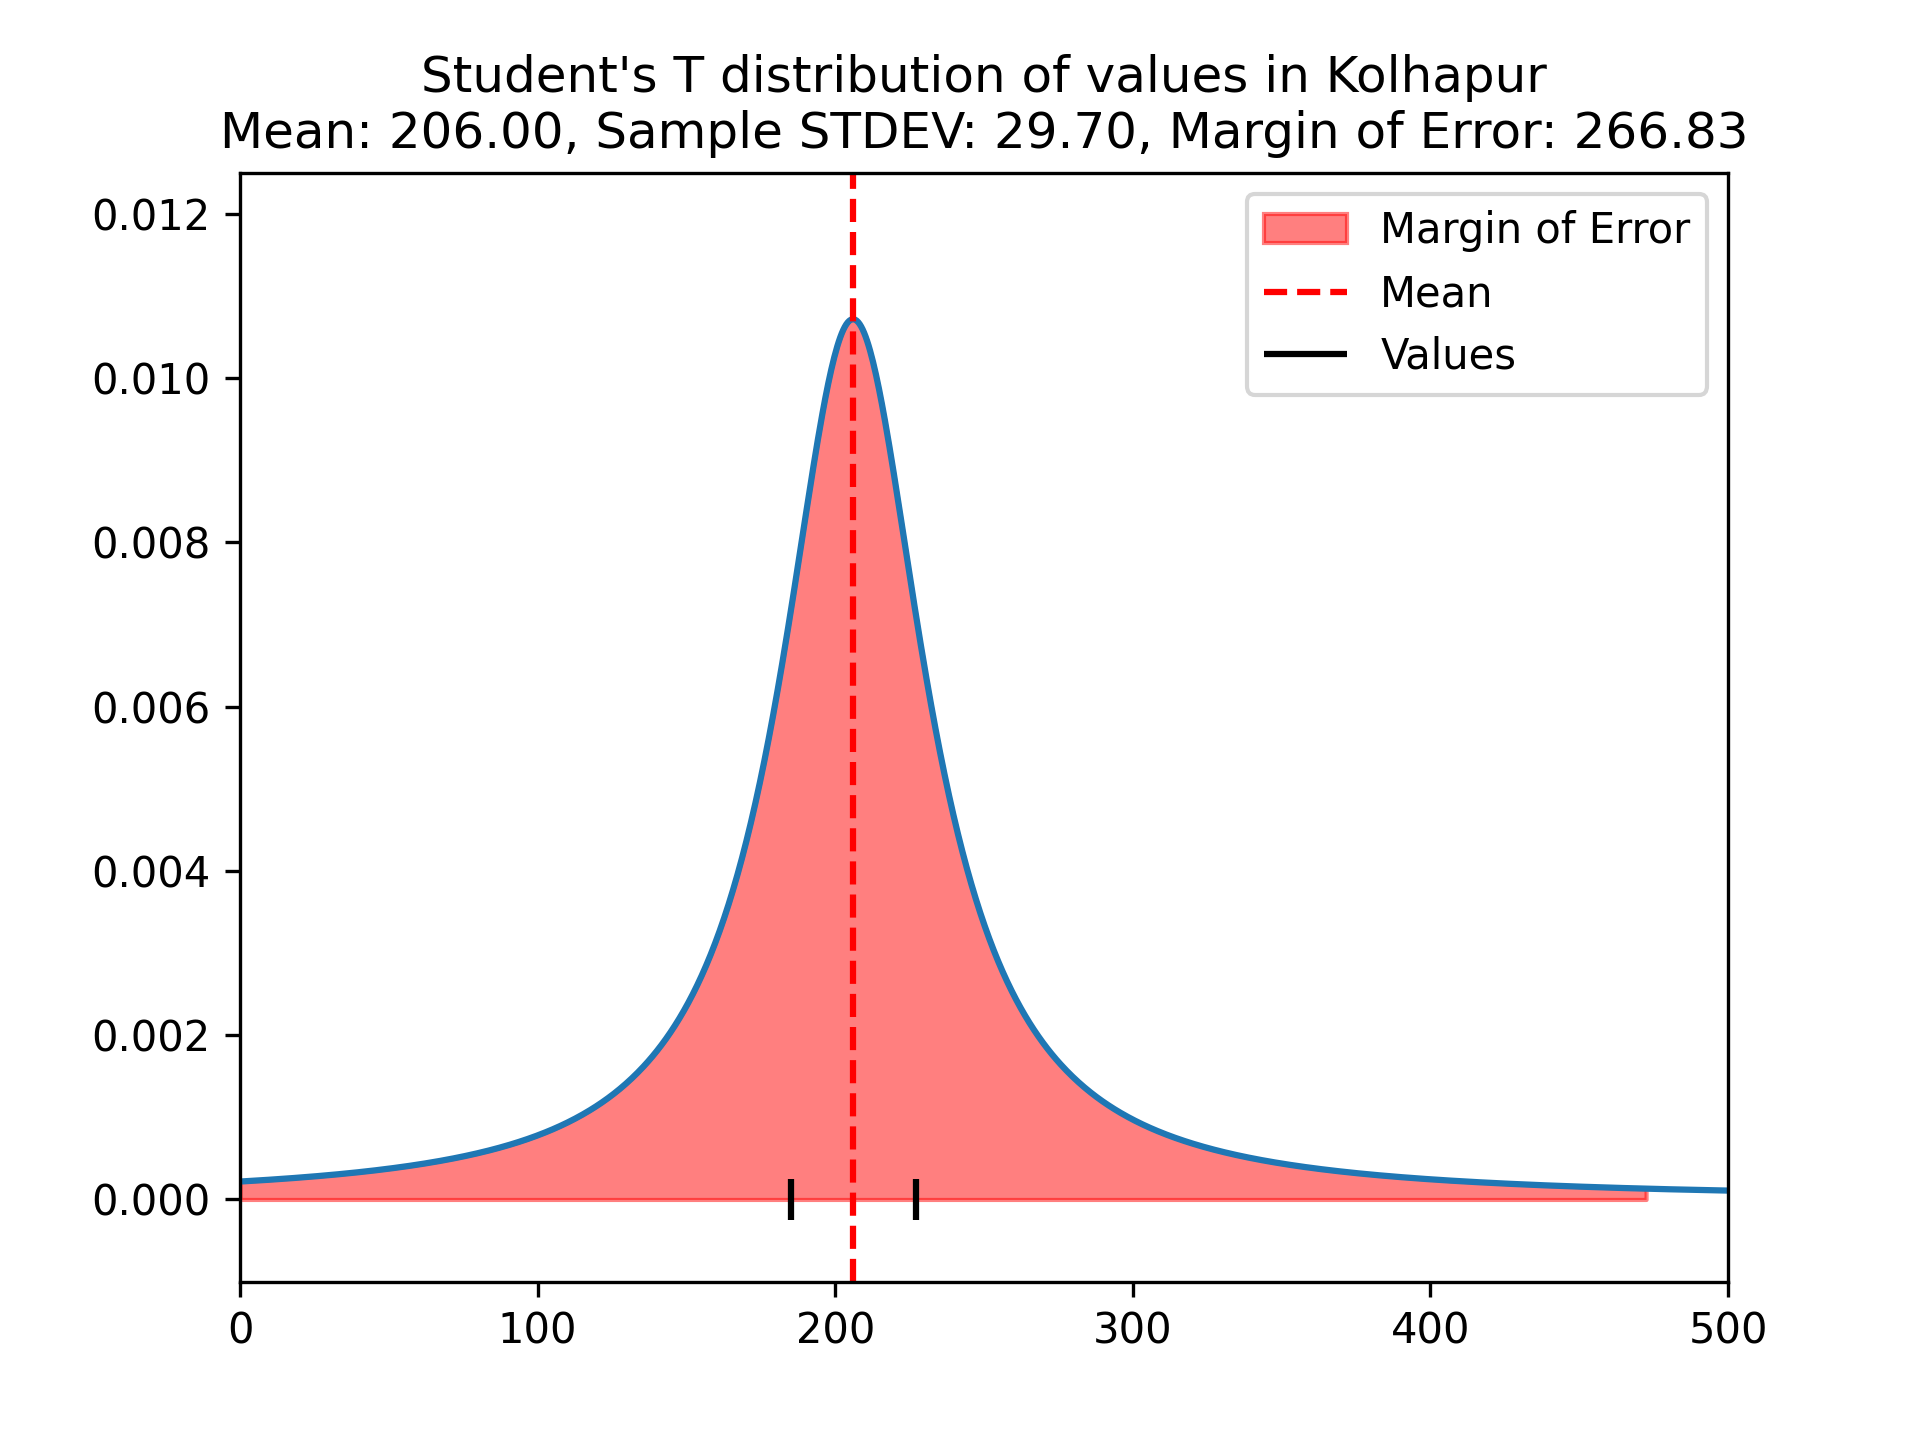 Student's T distribution of values in Kolhapur
Mean: 206.00, Sample STDEV: 29.70, Margin of Error: 266.83
Margin of Error
Mean
Values
0.012
0.010
0.008
0.006
0.004
0.002
0.000
0 100 200 300 400 500